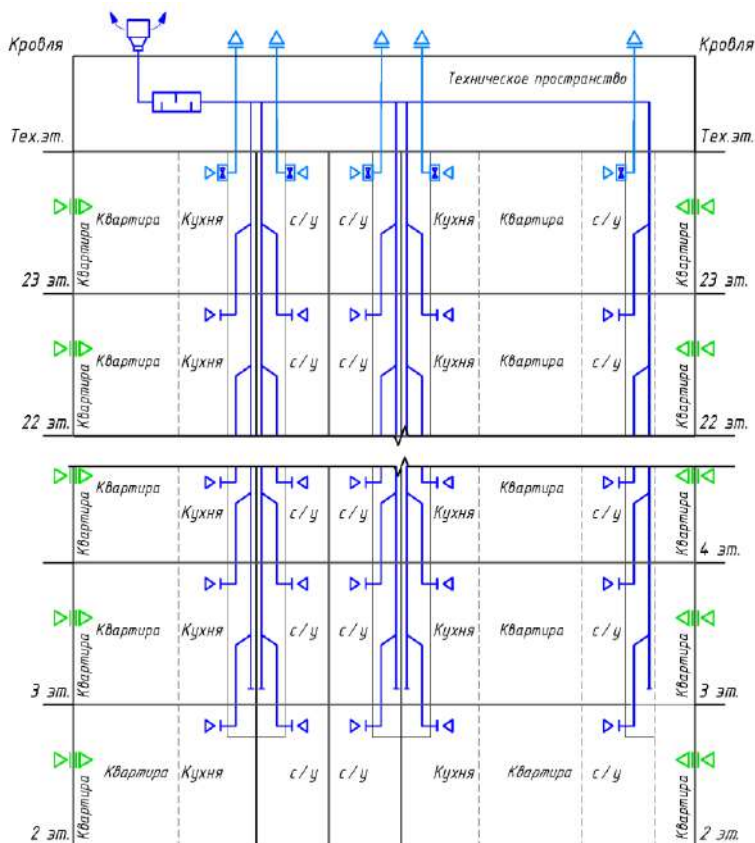 Кровля
Кровля
Техническое пространство
Тех.эт.
Тех.эт.
Квартира
Квартира
Кухня
с/у
с/у
Кухня
Квартира
с/у
Квартира
23 эт.
23 эт.
Квартира
Квартира
Кухня
с/у
с/у
Кухня
Квартира
с/у
Квартира
22 эт.
22 эт.
Квартира
Квартира
Кухня
с/у
с/у
Кухня
Квартира
с/у
Квартира
4 эт.
Квартира
Квартира
Кухня
с/у
с/у
Кухня
Квартира
с/у
Квартира
3 эт.
3 эт.
Квартира
Квартира
Кухня
с/у
с/у
Кухня
Квартира
с/у
Квартира
2 эт.
2 эт.